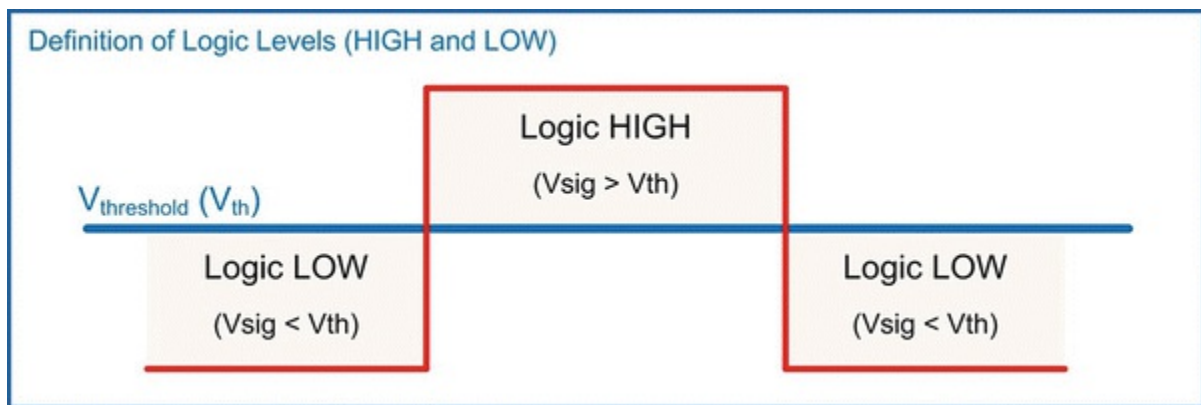 Definition of Logic Levels (HIGH and LOW)
Logic HIGH
(Vsig > Vth)
Vthreshold (Vth)
Logic LOW
(Vsig < Vth)
Logic LOW
(Vsig < Vth)